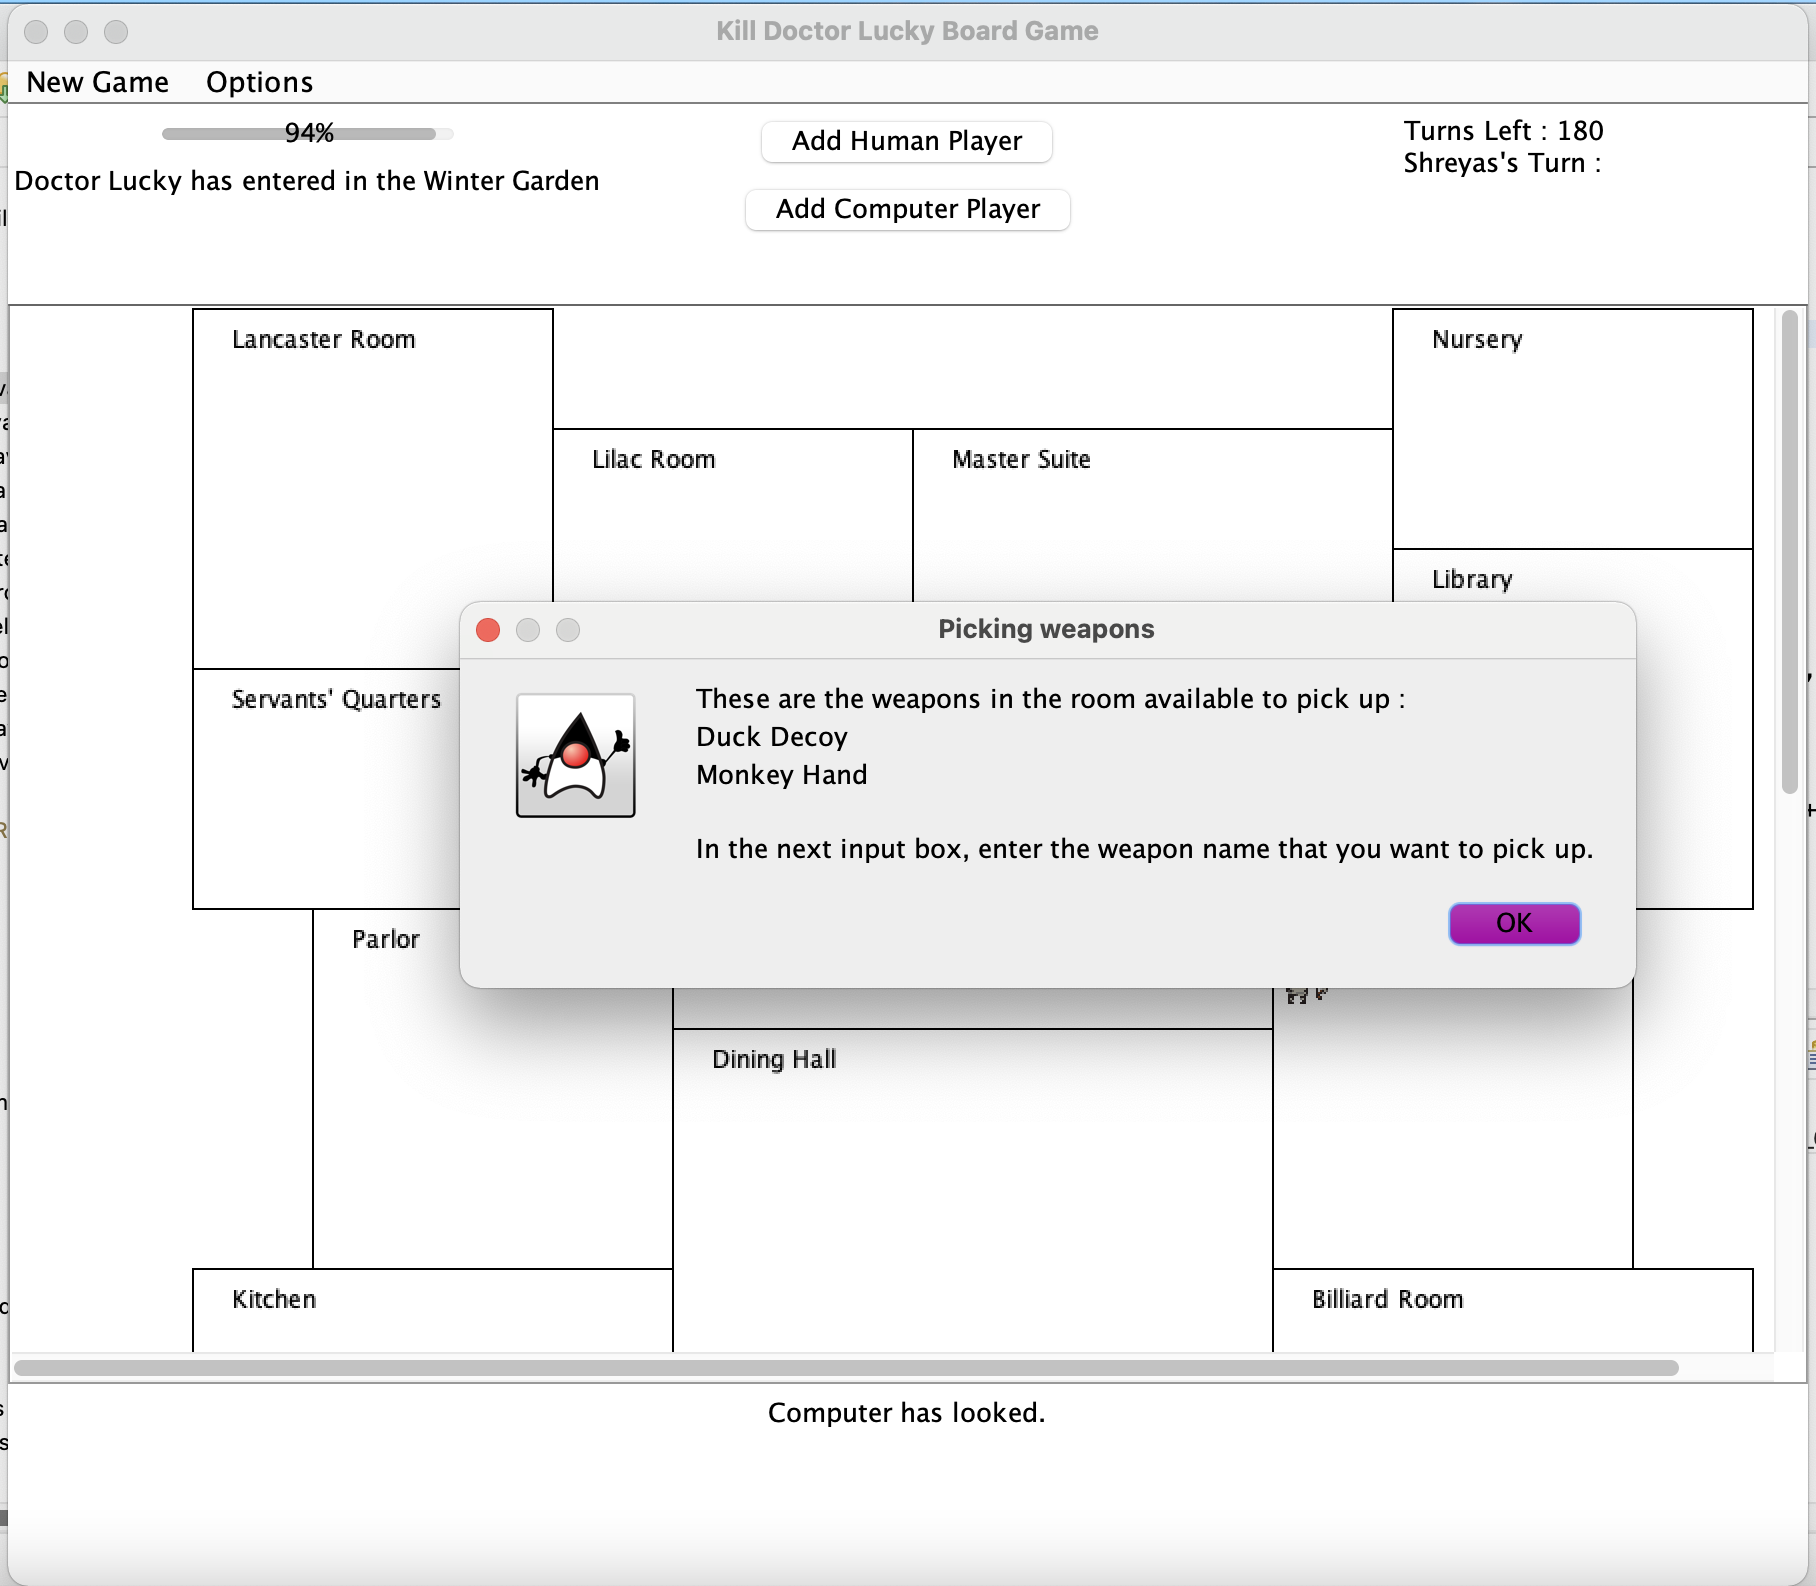 Kill Doctor Lucky Board Game
New Game Options
94%
Doctor Lucky has entered in the Winter Garden
Add Human Player
Add Computer Player
Turns Left : 180
Shreyas's Turn :
Lancaster Room
Nursery
Lilac Room
Master Suite
Library
Servants' Quarters
Picking weapons
These are the weapons in the room available to pick up :
Duck Decoy
Monkey Hand
In the next input box, enter the weapon name that you want to pick up.
OK
Parlor
Dining Hall
Kitchen
Billiard Room
Computer has looked.